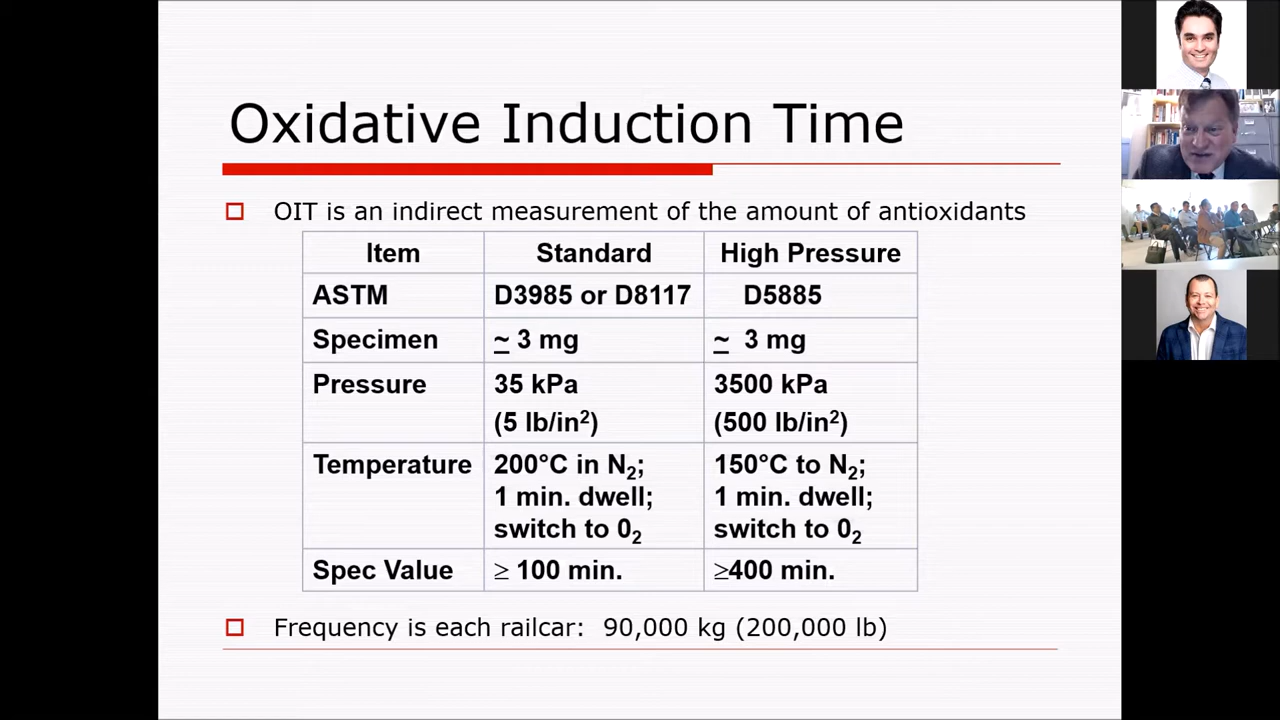 Oxidative Induction Time
OIT is an indirect measurement of the amount of antioxidants
Item Standard High Pressure
ASTM D3985 or D8117 D5885
Specimen ~ 3 mg ~ 3 mg
Pressure 35 kPa 3500 kPa
(5 lb/in²) (500 lb/in²)
Temperature 200°C in N₂; 150°C to N₂;
1 min. dwell; 1 min. dwell;
switch to 0₂ switch to 0₂
Spec Value ≥ 100 min. ≥400 min.
Frequency is each railcar: 90,000 kg (200,000 lb)